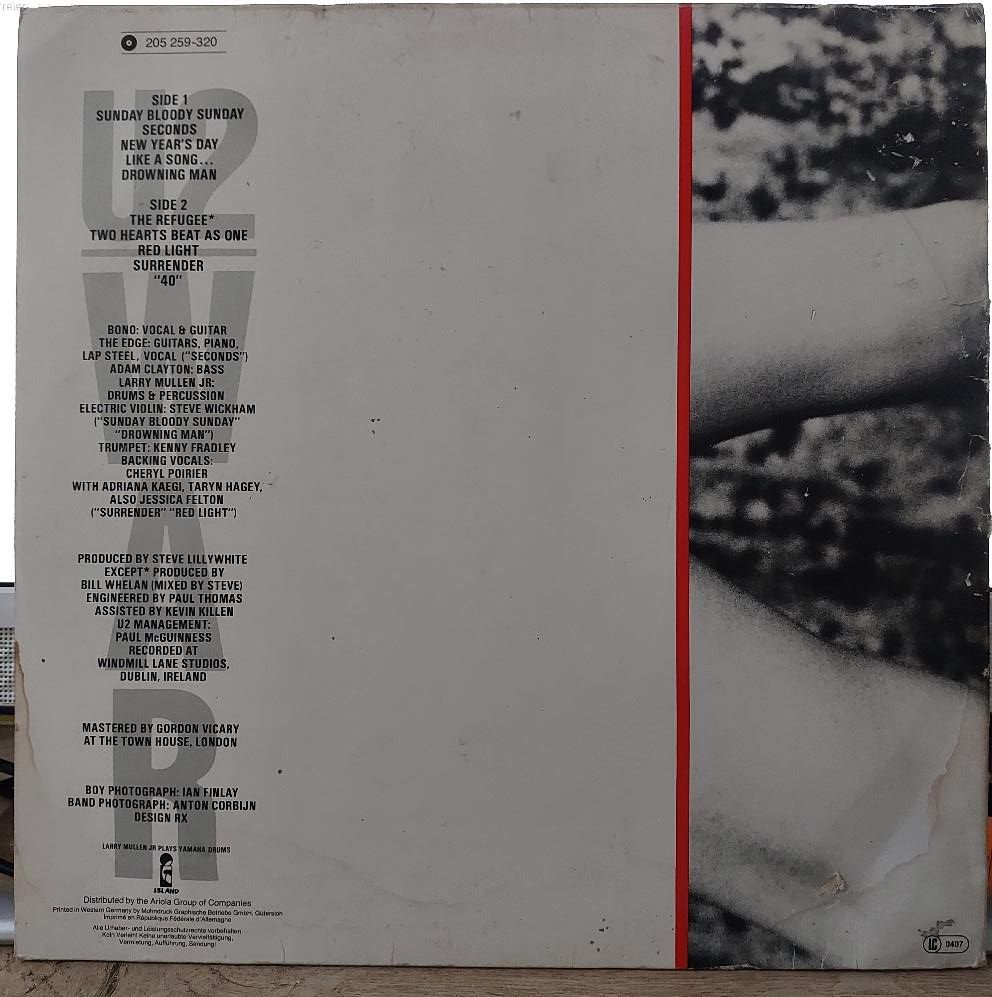 205 259-320
U2
WAR
SIDE 1
SUNDAY BLOODY SUNDAY
SECONDS
NEW YEAR'S DAY
LIKE A SONG...
DROWNING MAN
SIDE 2
THE REFUGEE*
TWO HEARTS BEAT AS ONE
RED LIGHT
SURRENDER
"40"
BONO: VOCAL & GUITAR
THE EDGE: GUITARS, PIANO,
LAP STEEL, VOCAL ("SECONDS")
ADAM CLAYTON: BASS
LARRY MULLEN JR:
DRUMS & PERCUSSION
ELECTRIC VIOLIN: STEVE WICKHAM
("SUNDAY BLOODY SUNDAY"
"DROWNING MAN")
TRUMPET: KENNY FRADLEY
BACKING VOCALS:
CHERYL POIRIER
WITH ADRIANA KAEGI, TARYN HAGEY,
ALSO JESSICA FELTON
("SURRENDER" "RED LIGHT")
PRODUCED BY STEVE LILLYWHITE
EXCEPT* PRODUCED BY
BILL WHELAN (MIXED BY STEVE)
ENGINEERED BY PAUL THOMAS
ASSISTED BY KEVIN KILLEN
U2 MANAGEMENT:
PAUL McGUINNESS
RECORDED AT
WINDMILL LANE STUDIOS,
DUBLIN, IRELAND
MASTERED BY GORDON VICARY
AT THE TOWN HOUSE, LONDON
BOY PHOTOGRAPH: IAN FINLAY
BAND PHOTOGRAPH: ANTON CORBIJN
DESIGN RX
LARRY MULLEN JR PLAYS YAMAHA DRUMS
ISLAND
Distributed by the Ariola Group of Companies
Printed in Western Germany by Mohndruck Graphische Betriebe GmbH, Gütersloh
Imprimé en République Fédérale d'Allemagne
Alle Urheber- und Leistungsschutzrechte vorbehalten
Kein Verleih! Keine unerlaubte Vervielfältigung,
Vermietung, Aufführung, Sendung!
LC 0407